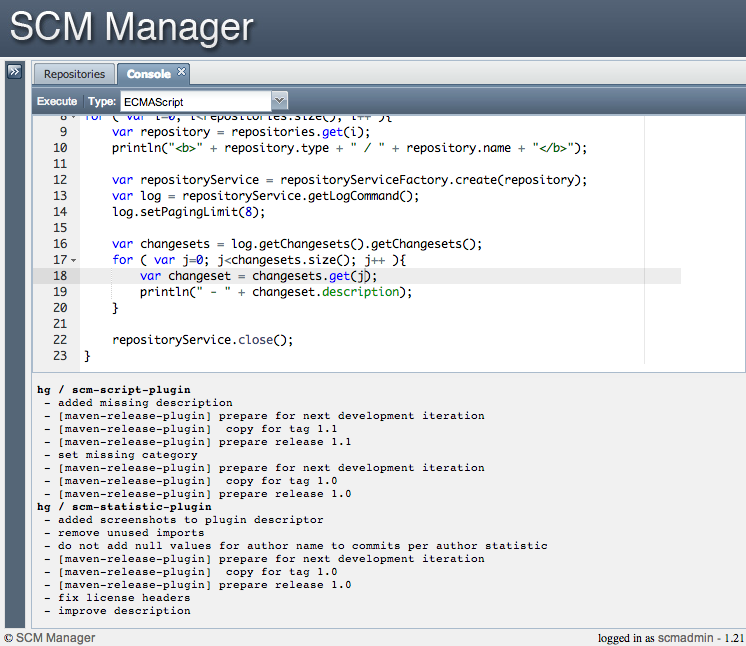 SCM Manager
Repositories Console
Execute Type: ECMAScript
8 for ( var i=0; i<repositories.size(); i++ ){
9 var repository = repositories.get(i);
10 println("<b>" + repository.type + " / " + repository.name + "</b>");
11
12 var repositoryService = repositoryServiceFactory.create(repository);
13 var log = repositoryService.getLogCommand();
14 log.setPagingLimit(8);
15
16 var changesets = log.getChangesets().getChangesets();
17 for ( var j=0; j<changesets.size(); j++ ){
18 var changeset = changesets.get(j);
19 println(" - " + changeset.description);
20 }
21
22 repositoryService.close();
23 }
hg / scm-script-plugin
- added missing description
- [maven-release-plugin] prepare for next development iteration
- [maven-release-plugin]  copy for tag 1.1
- [maven-release-plugin] prepare release 1.1
- set missing category
- [maven-release-plugin] prepare for next development iteration
- [maven-release-plugin]  copy for tag 1.0
- [maven-release-plugin] prepare release 1.0
hg / scm-statistic-plugin
- added screenshots to plugin descriptor
- remove unused imports
- do not add null values for author name to commits per author statistic
- [maven-release-plugin] prepare for next development iteration
- [maven-release-plugin]  copy for tag 1.0
- [maven-release-plugin] prepare release 1.0
- fix license headers
- improve description
© SCM Manager logged in as scmadmin - 1.21